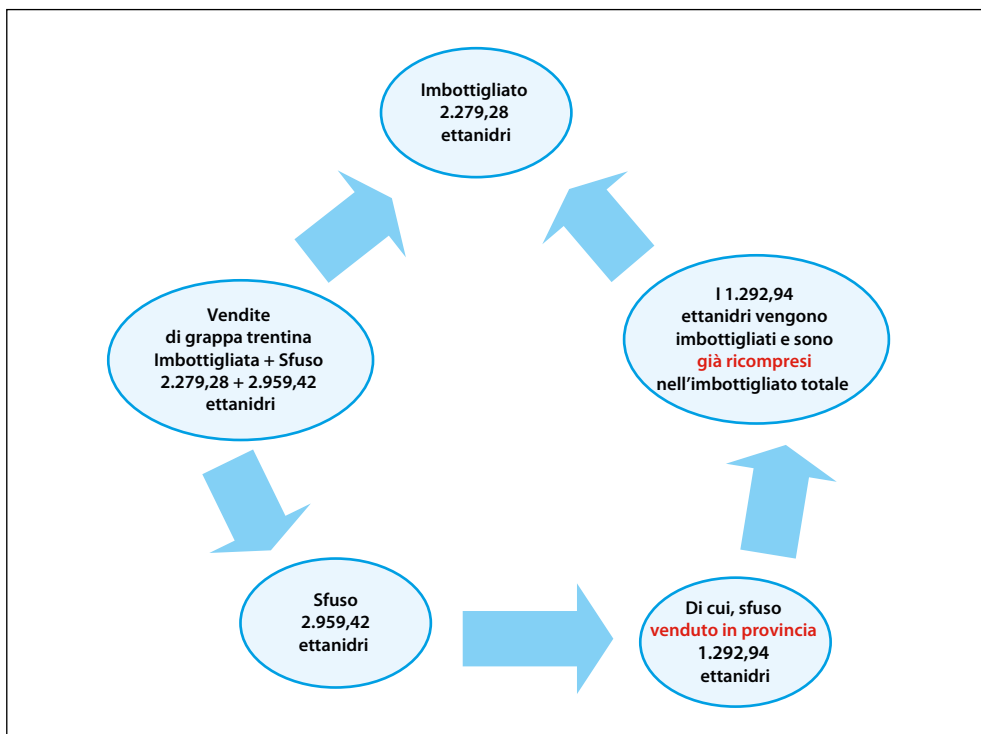 Imbottigliato
2.279,28
ettanidri
Vendite
di grappa trentina
Imbottigliata + Sfuso
2.279,28 + 2.959,42
ettanidri
I 1.292,94
ettanidri vengono
imbottigliati e sono
già ricompresi
nell'imbottigliato totale
Sfuso
2.959,42
ettanidri
Di cui, sfuso
venduto in provincia
1.292,94
ettanidri